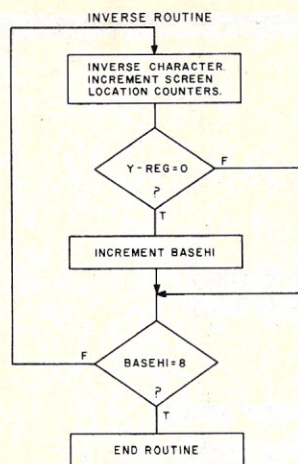 INVERSE ROUTINE
INVERSE CHARACTER.
INCREMENT SCREEN
LOCATION COUNTERS.
Y-REG=0
?
F
T
INCREMENT BASEHI
F
BASEHI=8
?
T
END ROUTINE